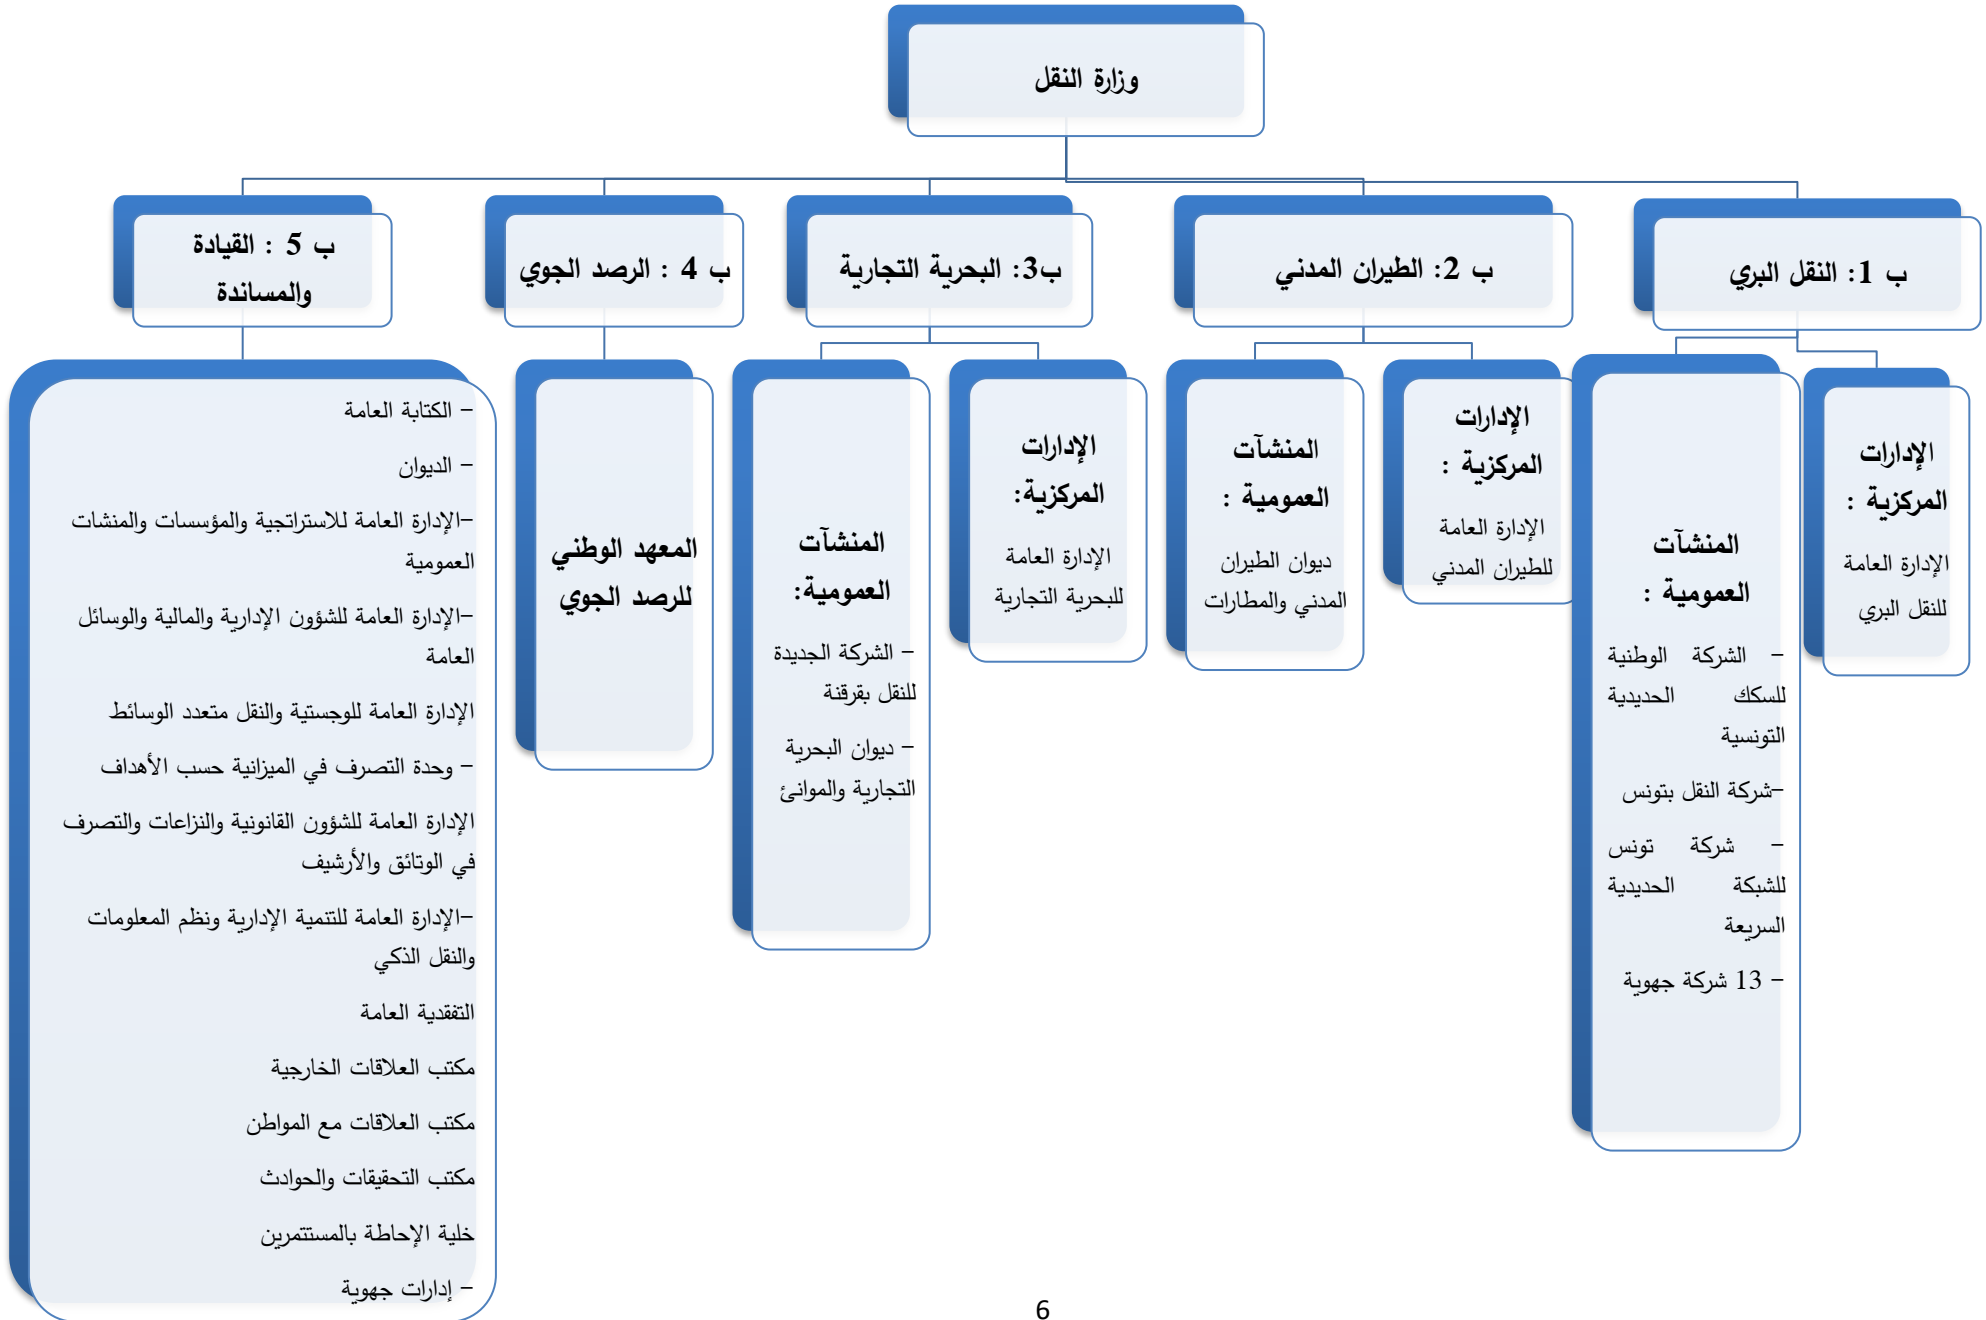 وزارة النقل
ب 1: النقل البري
ب 2: الطيران المدني
ب3: البحرية التجارية
ب 4 : الرصد الجوي
ب 5 : القيادة
والمساندة
الإدارات
المركزية :
الإدارة العامة
للنقل البري
المنشآت
العمومية :
– الشركة الوطنية
للسكك الحديدية
التونسية
–شركة النقل بتونس
– شركة تونس
للشبكة الحديدية
السريعة
– 13 شركة جهوية
الإدارات
المركزية :
الإدارة العامة
للطيران المدني
المنشآت
العمومية :
ديوان الطيران
المدني والمطارات
الإدارات
المركزية:
الإدارة العامة
للبحرية التجارية
المنشآت
العمومية:
– الشركة الجديدة
للنقل بقرقنة
– ديوان البحرية
التجارية والموانئ
المعهد الوطني
للرصد الجوي
– الكتابة العامة
– الديوان
–الإدارة العامة للاستراتجية والمؤسسات والمنشات
العمومية
–الإدارة العامة للشؤون الإدارية والمالية والوسائل
العامة
الإدارة العامة للوجستية والنقل متعدد الوسائط
– وحدة التصرف في الميزانية حسب الأهداف
الإدارة العامة للشؤون القانونية والنزاعات والتصرف
في الوثائق والأرشيف
–الإدارة العامة للتنمية الإدارية ونظم المعلومات
والنقل الذكي
التفقدية العامة
مكتب العلاقات الخارجية
مكتب العلاقات مع المواطن
مكتب التحقيقات والحوادث
خلية الإحاطة بالمستتمرين
– إدارات جهوية
6